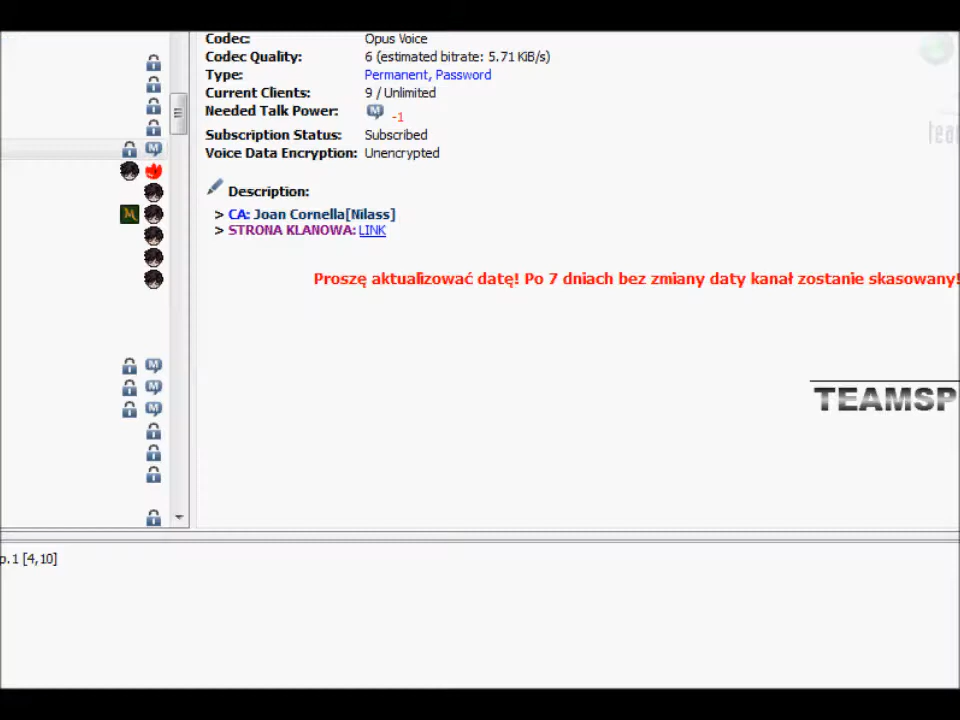 Codec: Opus Voice
Codec Quality: 6 (estimated bitrate: 5.71 KiB/s)
Type: Permanent, Password
Current Clients: 9 / Unlimited
Needed Talk Power: -1
Subscription Status: Subscribed
Voice Data Encryption: Unencrypted
Description:
> CA: Joan Cornella[Nilass]
> STRONA KLANOWA: LINK
Proszę aktualizować datę! Po 7 dniach bez zmiany daty kanał zostanie skasowany!
TEAMSP
p.1 [4,10]